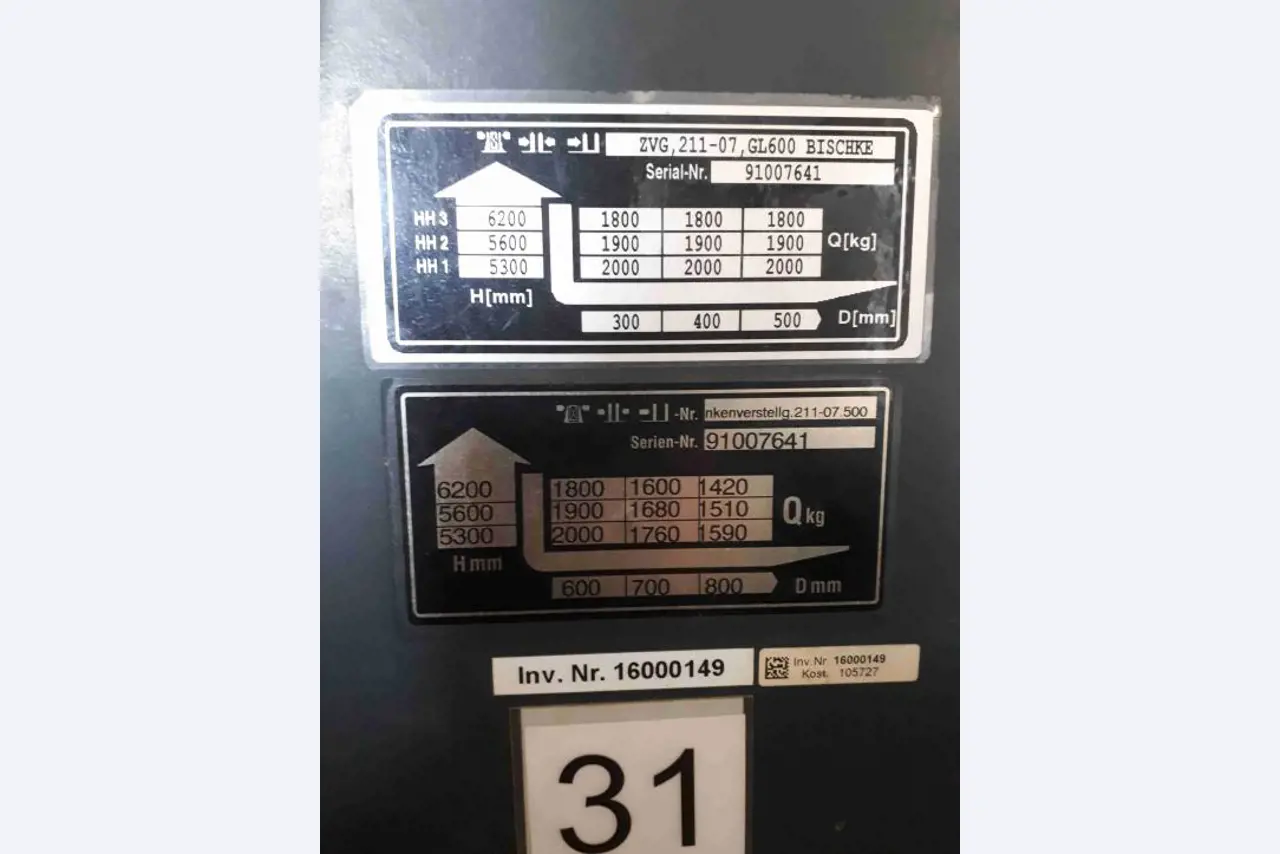 ZVG,211-07,GL600 BISCHKE
Serial-Nr. 91007641
HH 3 6200 1800 1800 1800
HH 2 5600 1900 1900 1900 Q[kg]
HH 1 5300 2000 2000 2000
H[mm]
300 400 500 D[mm]
-Nr. nkenverstellg.211-07.500
Serien-Nr. 91007641
6200 1800 1600 1420
5600 1900 1680 1510 Q kg
5300 2000 1760 1590
H mm
600 700 800 D mm
Inv. Nr. 16000149
Inv. Nr 16000149
Kost. 105727
31